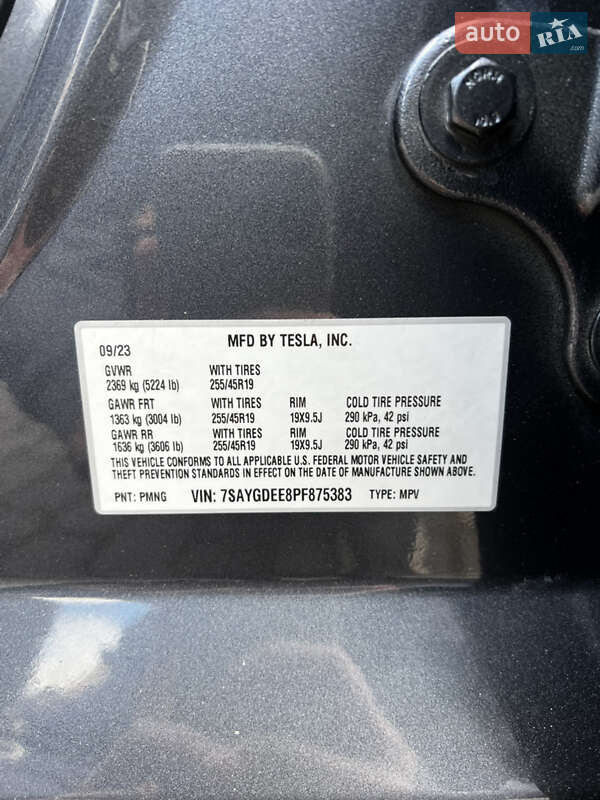 auto RIA .com
NORM
MFD BY TESLA, INC.
09/23
GVWR WITH TIRES
2369 kg (5224 lb) 255/45R19
GAWR FRT WITH TIRES RIM COLD TIRE PRESSURE
1363 kg (3004 lb) 255/45R19 19X9.5J 290 kPa, 42 psi
GAWR RR WITH TIRES RIM COLD TIRE PRESSURE
1636 kg (3606 lb) 255/45R19 19X9.5J 290 kPa, 42 psi
THIS VEHICLE CONFORMS TO ALL APPLICABLE U.S. FEDERAL MOTOR VEHICLE SAFETY AND
THEFT PREVENTION STANDARDS IN EFFECT ON THE DATE OF MANUFACTURE SHOWN ABOVE.
PNT: PMNG VIN: 7SAYGDEE8PF875383 TYPE: MPV